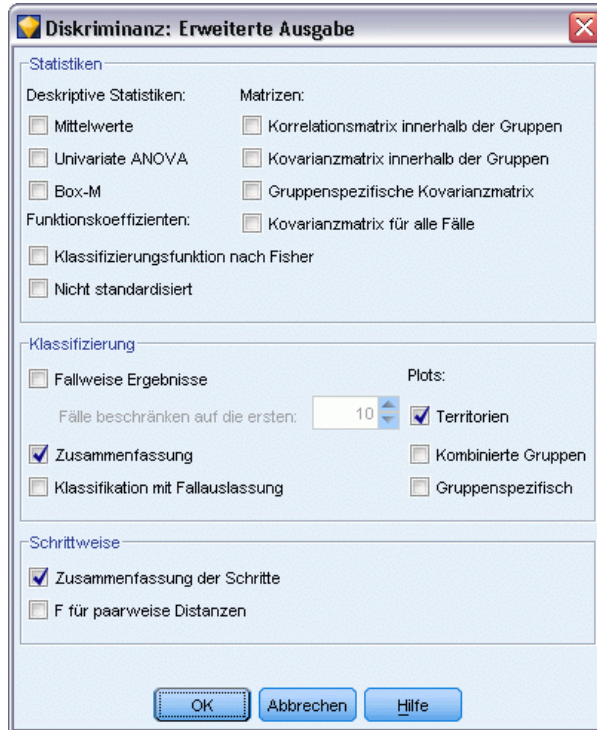 Diskriminanz: Erweiterte Ausgabe
Statistiken
Deskriptive Statistiken:
Matrizen:
Mittelwerte
Korrelationsmatrix innerhalb der Gruppen
Univariate ANOVA
Kovarianzmatrix innerhalb der Gruppen
Box-M
Gruppenspezifische Kovarianzmatrix
Funktionskoeffizienten:
Kovarianzmatrix für alle Fälle
Klassifizierungsfunktion nach Fisher
Nicht standardisiert
Klassifizierung
Fallweise Ergebnisse
Plots:
Fälle beschränken auf die ersten:
10
Territorien
Zusammenfassung
Kombinierte Gruppen
Klassifikation mit Fallauslassung
Gruppenspezifisch
Schrittweise
Zusammenfassung der Schritte
F für paarweise Distanzen
OK
Abbrechen
Hilfe